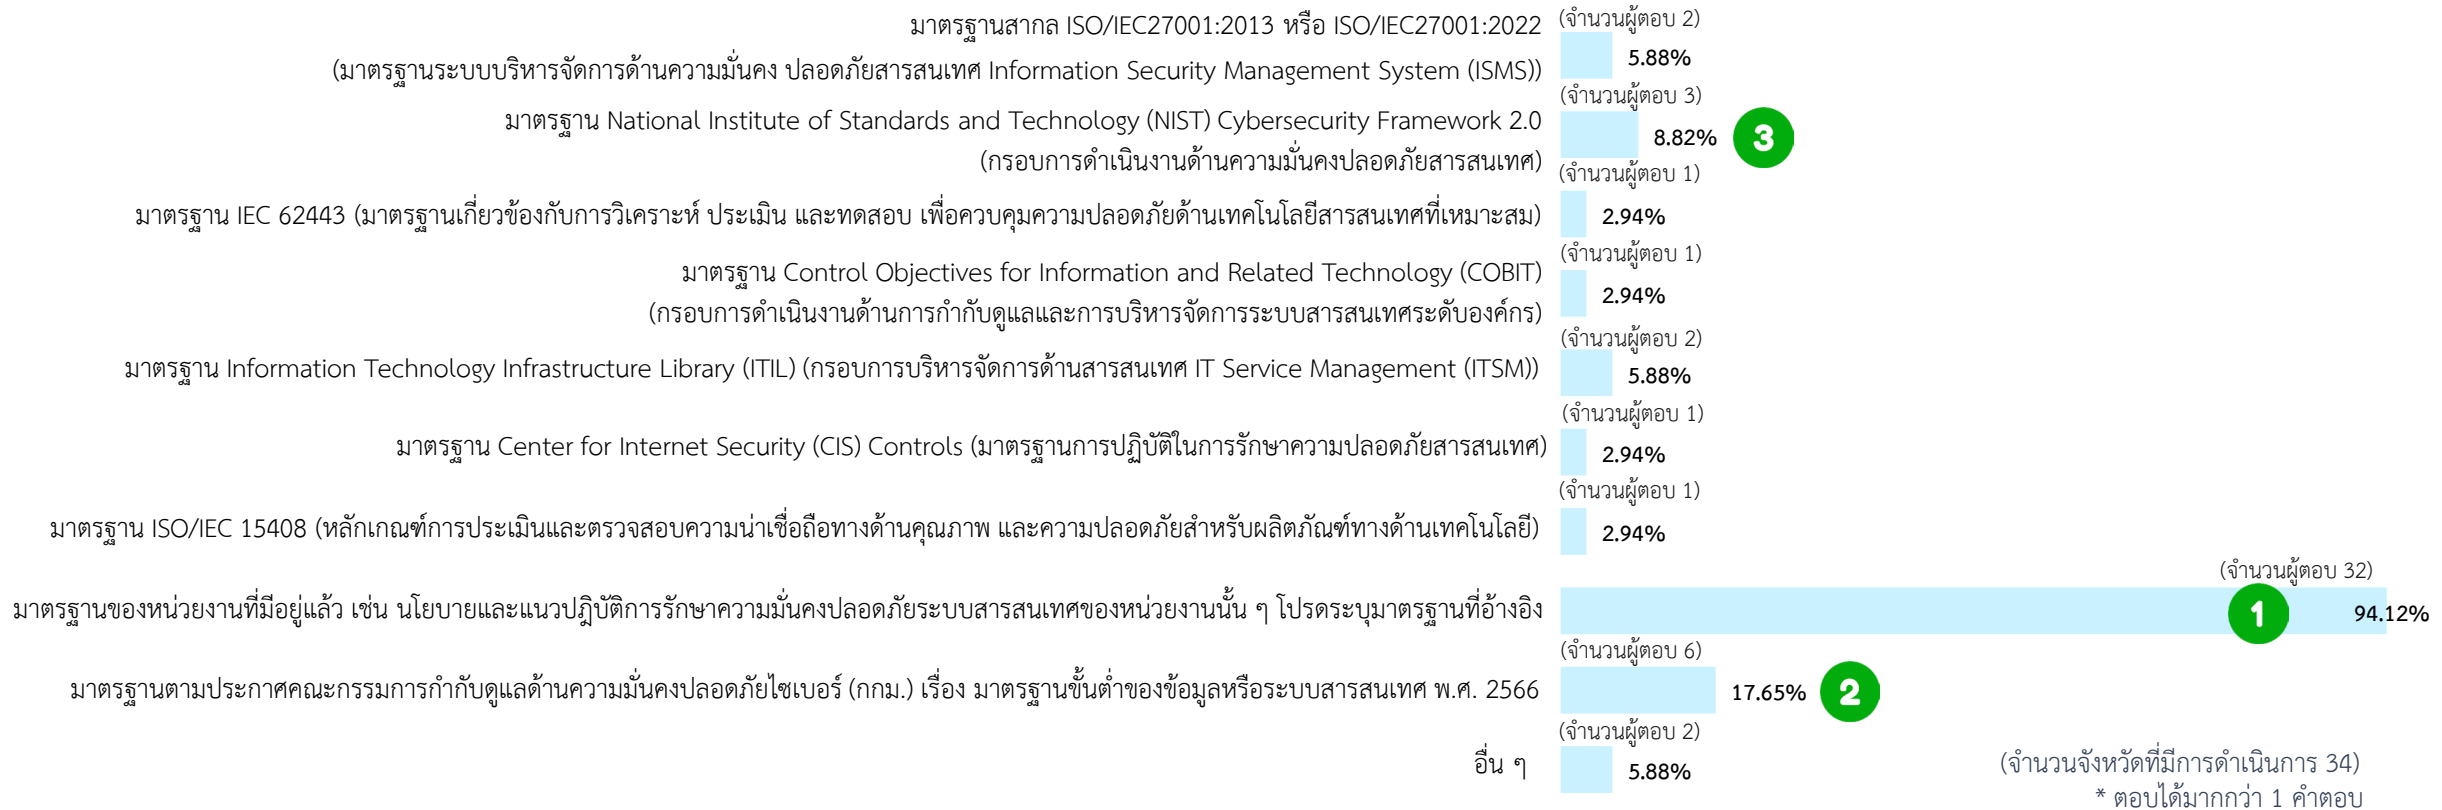 (จำนวนผู้ตอบ 2)
มาตรฐานสากล ISO/IEC27001:2013 หรือ ISO/IEC27001:2022
(มาตรฐานระบบบริหารจัดการด้านความมั่นคง ปลอดภัยสารสนเทศ Information Security Management System (ISMS))
5.88%
(จำนวนผู้ตอบ 3)
มาตรฐาน National Institute of Standards and Technology (NIST) Cybersecurity Framework 2.0
(กรอบการดำเนินงานด้านความมั่นคงปลอดภัยสารสนเทศ)
8.82%
3
(จำนวนผู้ตอบ 1)
มาตรฐาน IEC 62443 (มาตรฐานเกี่ยวข้องกับการวิเคราะห์ ประเมิน และทดสอบ เพื่อควบคุมความปลอดภัยด้านเทคโนโลยีสารสนเทศที่เหมาะสม)
2.94%
(จำนวนผู้ตอบ 1)
มาตรฐาน Control Objectives for Information and Related Technology (COBIT)
(กรอบการดำเนินงานด้านการกำกับดูแลและการบริหารจัดการระบบสารสนเทศระดับองค์กร)
2.94%
(จำนวนผู้ตอบ 2)
มาตรฐาน Information Technology Infrastructure Library (ITIL) (กรอบการบริหารจัดการด้านสารสนเทศ IT Service Management (ITSM))
5.88%
(จำนวนผู้ตอบ 1)
มาตรฐาน Center for Internet Security (CIS) Controls (มาตรฐานการปฏิบัติในการรักษาความปลอดภัยสารสนเทศ)
2.94%
(จำนวนผู้ตอบ 1)
มาตรฐาน ISO/IEC 15408 (หลักเกณฑ์การประเมินและตรวจสอบความน่าเชื่อถือทางด้านคุณภาพ และความปลอดภัยสำหรับผลิตภัณฑ์ทางด้านเทคโนโลยี)
2.94%
(จำนวนผู้ตอบ 32)
มาตรฐานของหน่วยงานที่มีอยู่แล้ว เช่น นโยบายและแนวปฎิบัติการรักษาความมั่นคงปลอดภัยระบบสารสนเทศของหน่วยงานนั้น ๆ โปรดระบุมาตรฐานที่อ้างอิง
1
94.12%
(จำนวนผู้ตอบ 6)
มาตรฐานตามประกาศคณะกรรมการกำกับดูแลด้านความมั่นคงปลอดภัยไซเบอร์ (กกม.) เรื่อง มาตรฐานขั้นต่ำของข้อมูลหรือระบบสารสนเทศ พ.ศ. 2566
17.65%
2
(จำนวนผู้ตอบ 2)
อื่น ๆ
5.88%
(จำนวนจังหวัดที่มีการดำเนินการ 34)
* ตอบได้มากกว่า 1 คำตอบ